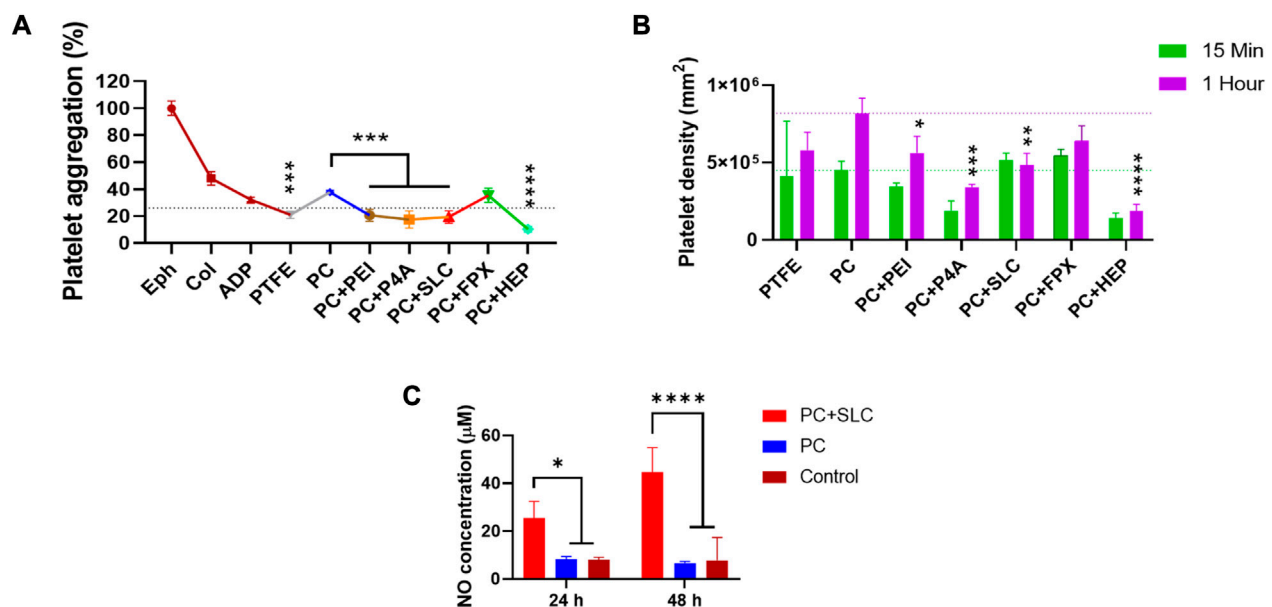 A
Platelet aggregation (%)
120
100
80
60
40
20
0
***
****
****
Eph
Col
ADP
PTFE
PC
PC+PEI
PC+P4A
PC+SLC
PC+FPX
PC+HEP
B
Platelet density (mm²)
1×10⁶
5×10⁵
0
*
***
**
****
PTFE
PC
PC+PEI
PC+P4A
PC+SLC
PC+FPX
PC+HEP
15 Min
1 Hour
C
NO concentration (µM)
60
40
20
0
*
****
24 h
48 h
PC+SLC
PC
Control